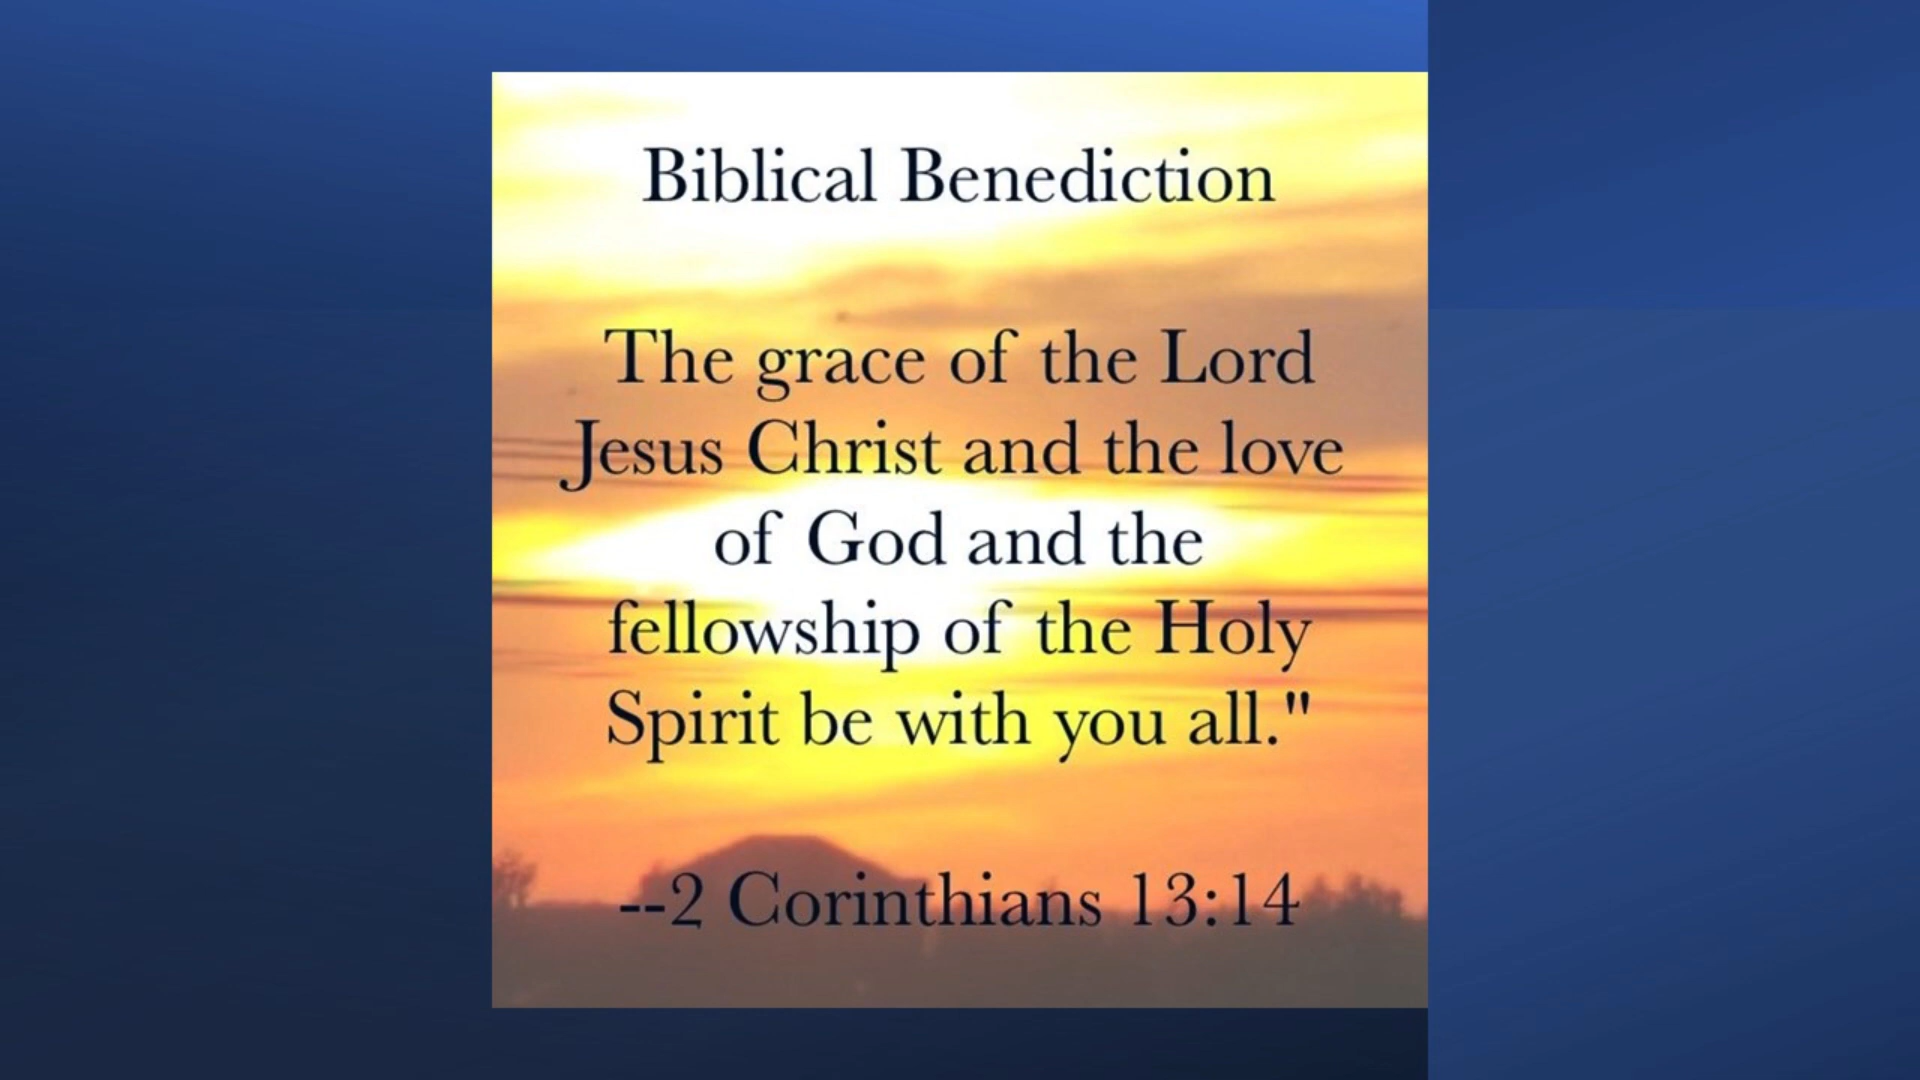 Biblical Benediction
The grace of the Lord
Jesus Christ and the love
of God and the
fellowship of the Holy
Spirit be with you all."
--2 Corinthians 13:14